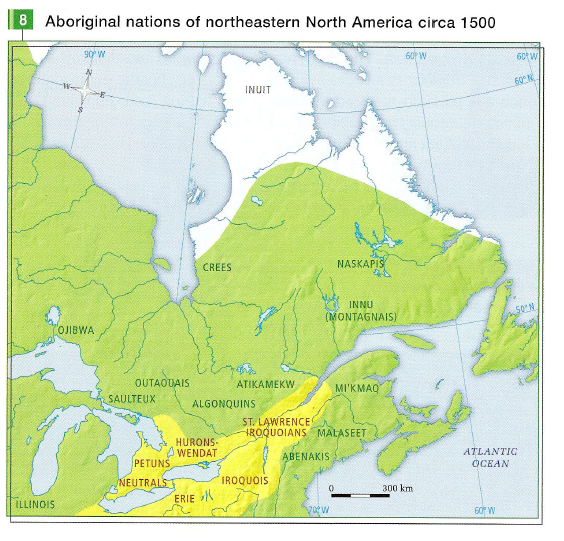 8 Aboriginal nations of northeastern North America circa 1500
90° W
60° W
60° W
60° N
N
W
E
S
INUIT
CREES
NASKAPIS
INNU
(MONTAGNAIS)
50° N
OJIBWA
OUTAOUAIS
ATIKAMEKW
MI'KMAQ
SAULTEUX
ALGONQUINS
ST. LAWRENCE
IROQUOIANS
MALASEET
HURONS-
WENDAT
ABENAKIS
ATLANTIC
OCEAN
PETUNS
NEUTRALS
IROQUOIS
ERIE
0 300 km
ILLINOIS
70° W
60° W